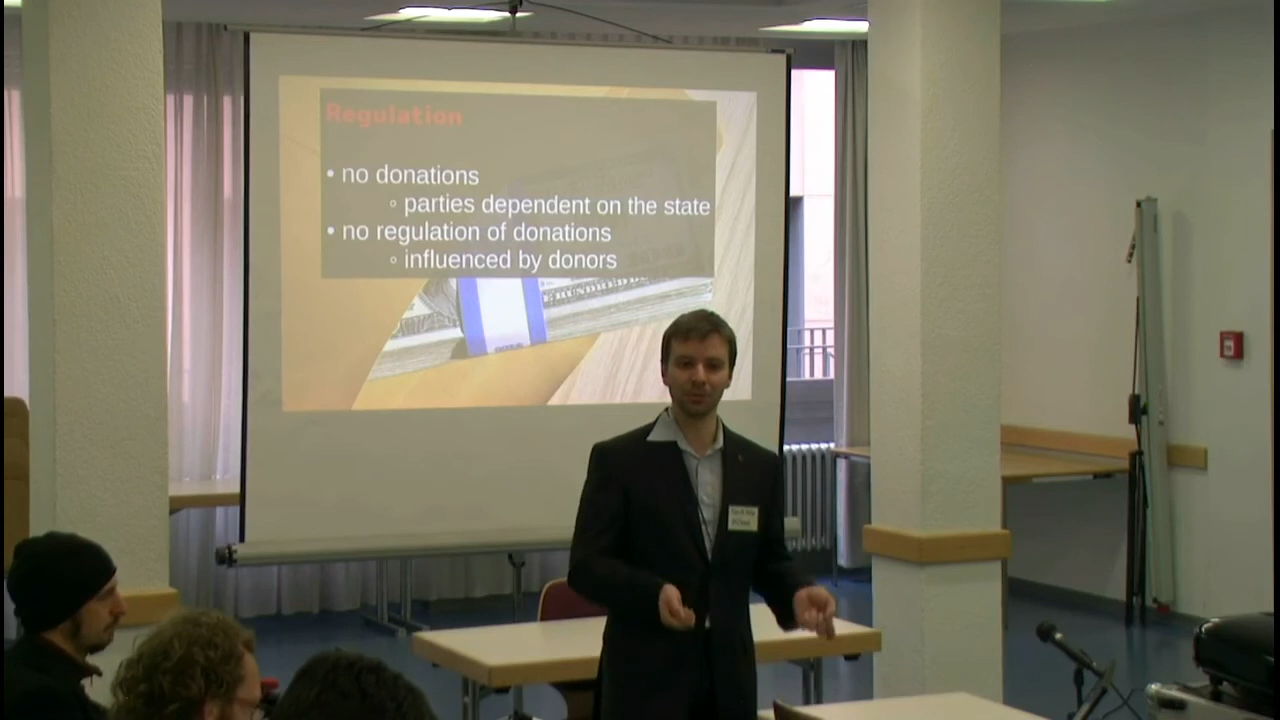 Regulation
• no donations
◦ parties dependent on the state
• no regulation of donations
◦ influenced by donors